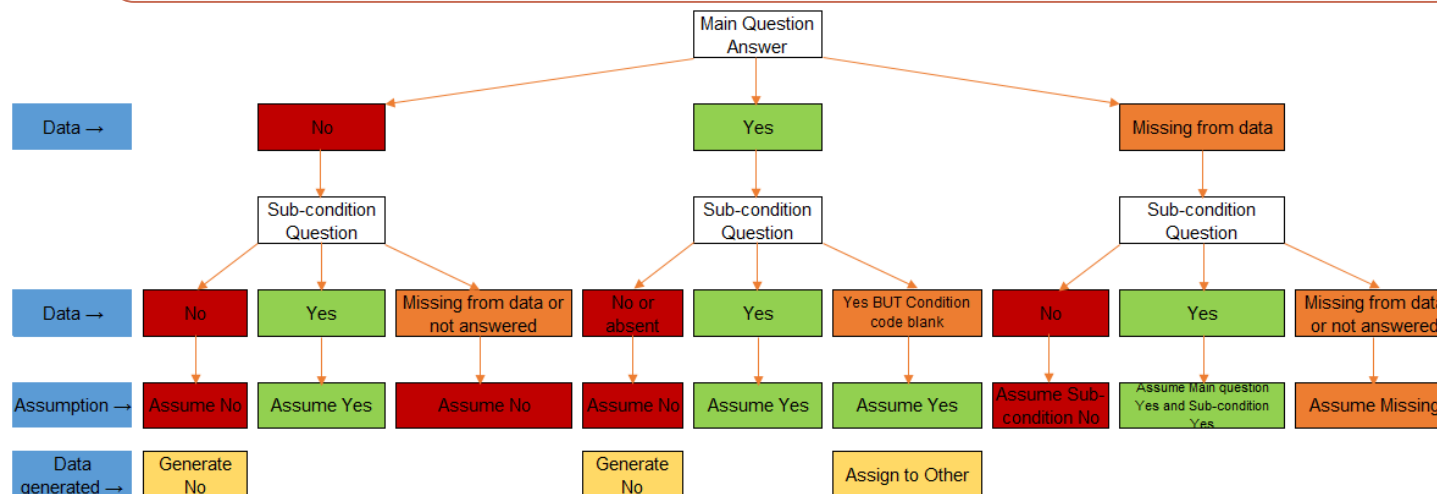 Main Question
Answer
Data →
No
Yes
Missing from data
Sub-condition
Question
Sub-condition
Question
Sub-condition
Question
Data →
No
Yes
Missing from data or
not answered
No or
absent
Yes
Yes BUT Condition
code blank
No
Yes
Missing from data
or not answered
Assumption →
Assume No
Assume Yes
Assume No
Assume No
Assume Yes
Assume Yes
Assume Sub-
condition No
Assume Main question
Yes and Sub-condition
Yes
Assume Missing
Data
generated →
Generate
No
Generate
No
Assign to Other